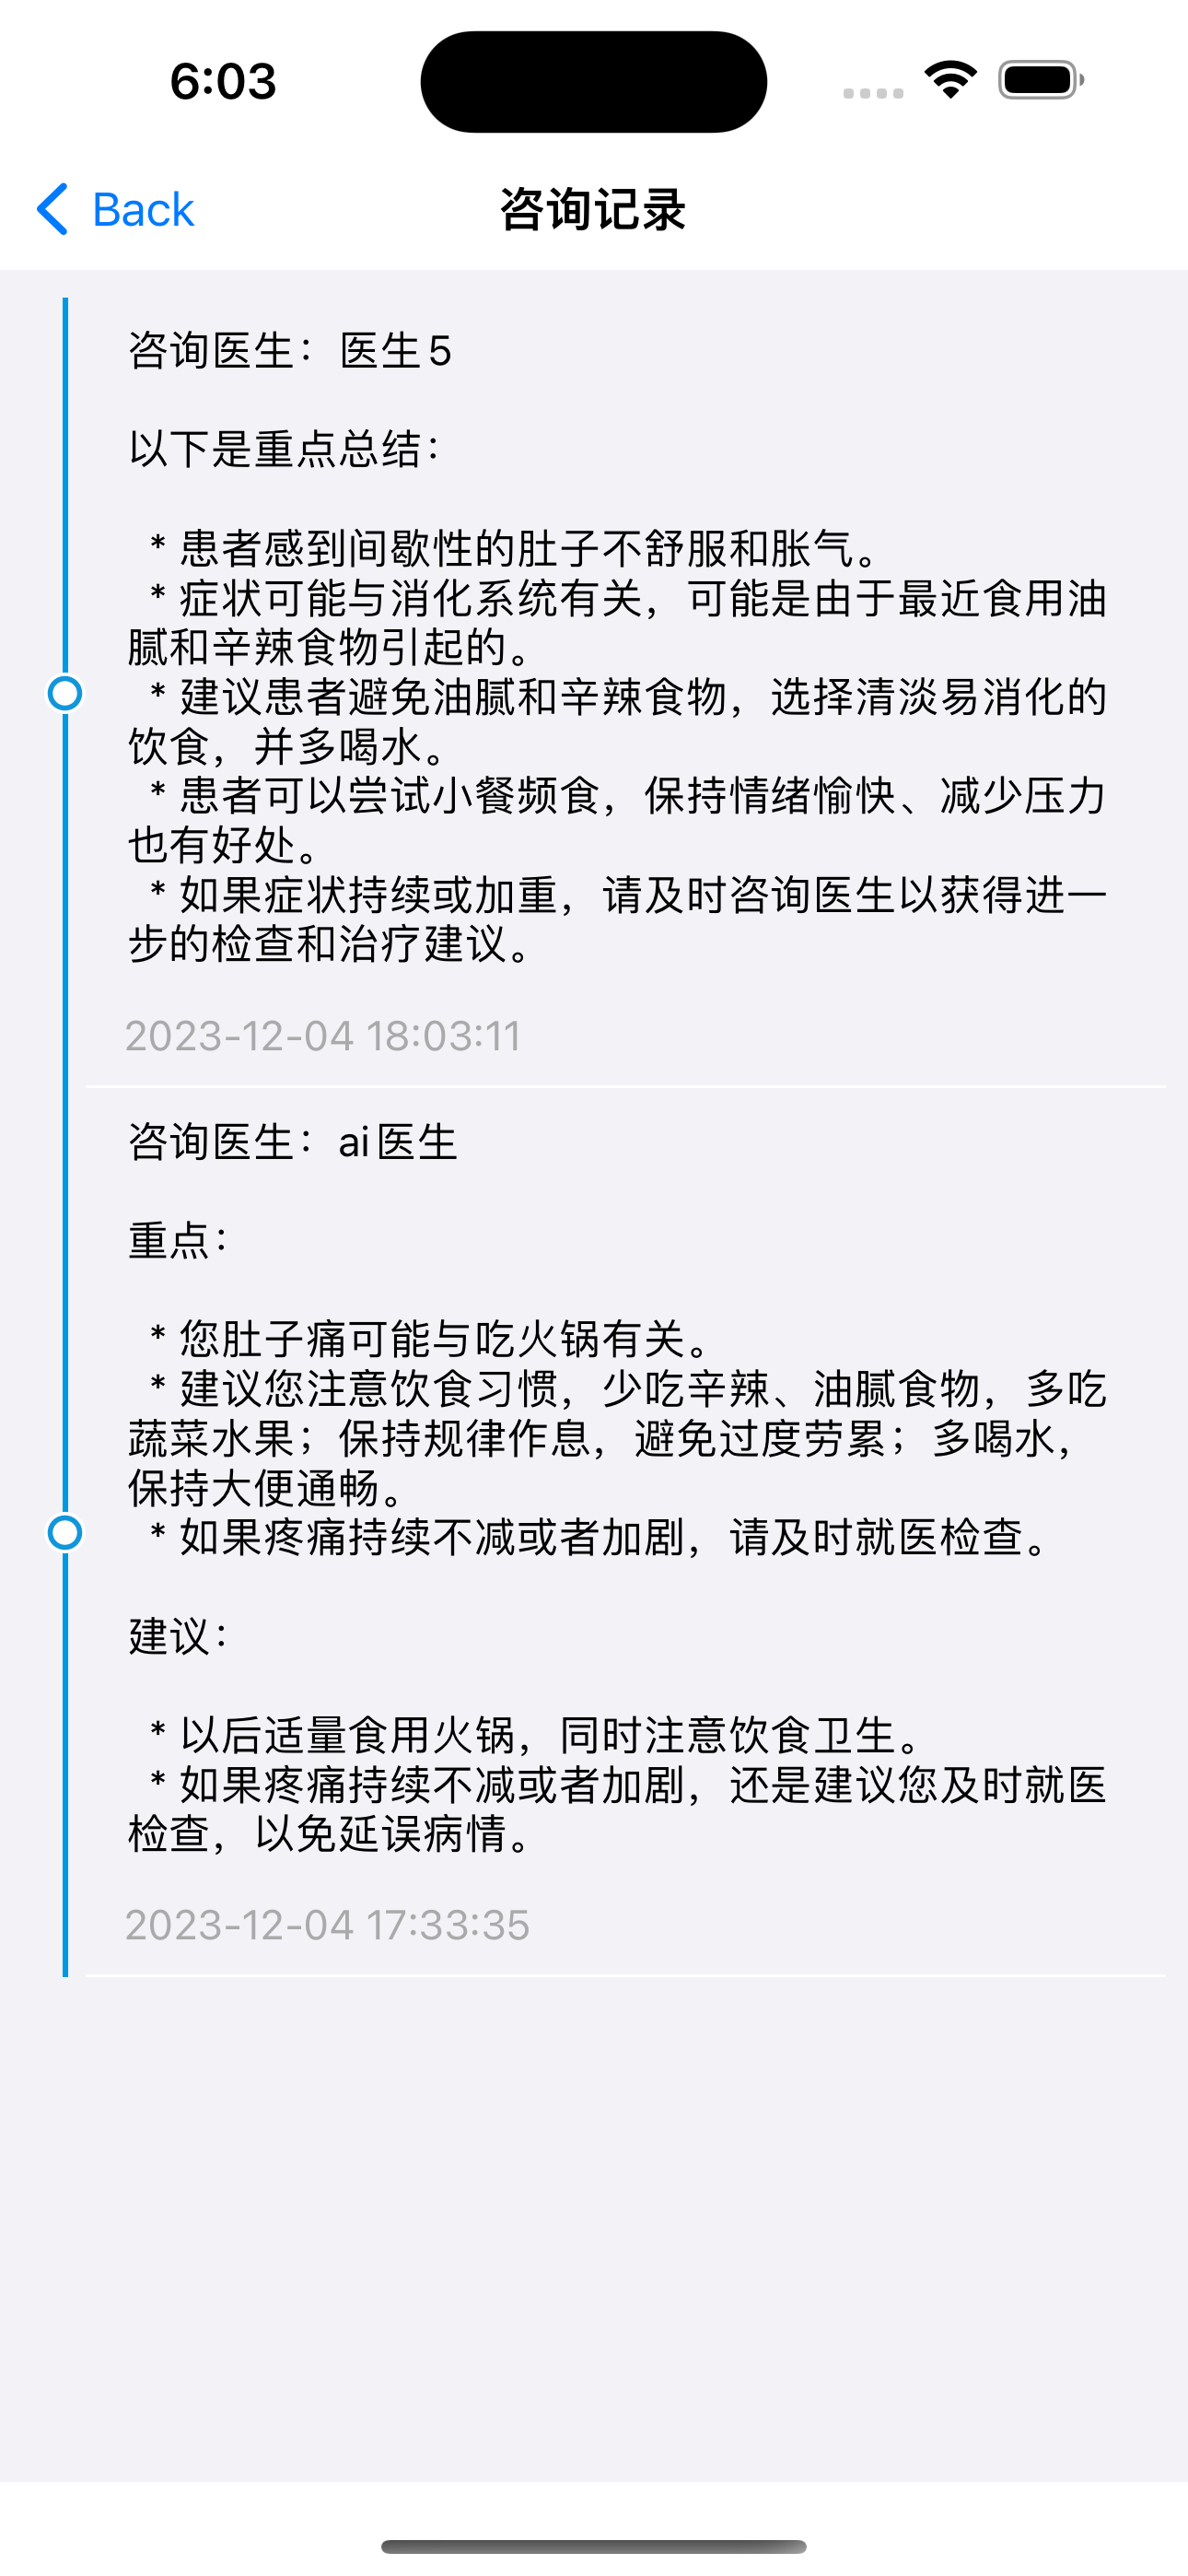 6:03
Back
咨询记录
咨询医生：医生5
以下是重点总结：
* 患者感到间歇性的肚子不舒服和胀气。
* 症状可能与消化系统有关，可能是由于最近食用油
腻和辛辣食物引起的。
* 建议患者避免油腻和辛辣食物，选择清淡易消化的
饮食，并多喝水。
* 患者可以尝试小餐频食，保持情绪愉快、减少压力
也有好处。
* 如果症状持续或加重，请及时咨询医生以获得进一
步的检查和治疗建议。
2023-12-04 18:03:11
咨询医生：ai医生
重点：
* 您肚子痛可能与吃火锅有关。
* 建议您注意饮食习惯，少吃辛辣、油腻食物，多吃
蔬菜水果；保持规律作息，避免过度劳累；多喝水，
保持大便通畅。
* 如果疼痛持续不减或者加剧，请及时就医检查。
建议：
* 以后适量食用火锅，同时注意饮食卫生。
* 如果疼痛持续不减或者加剧，还是建议您及时就医
检查，以免延误病情。
2023-12-04 17:33:35